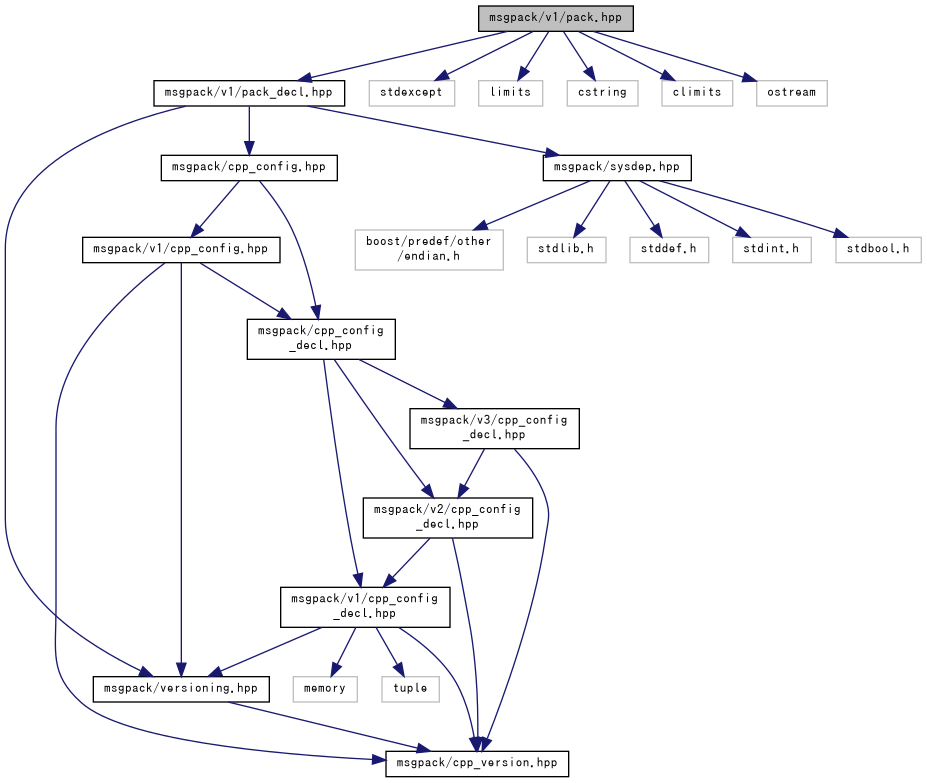 msgpack/v1/pack.hpp
msgpack/v1/pack_decl.hpp
stdexcept
limits
cstring
climits
ostream
msgpack/cpp_config.hpp
msgpack/sysdep.hpp
msgpack/v1/cpp_config.hpp
boost/predef/other
/endian.h
stdlib.h
stddef.h
stdint.h
stdbool.h
msgpack/cpp_config
_decl.hpp
msgpack/v3/cpp_config
_decl.hpp
msgpack/v2/cpp_config
_decl.hpp
msgpack/v1/cpp_config
_decl.hpp
msgpack/versioning.hpp
memory
tuple
msgpack/cpp_version.hpp